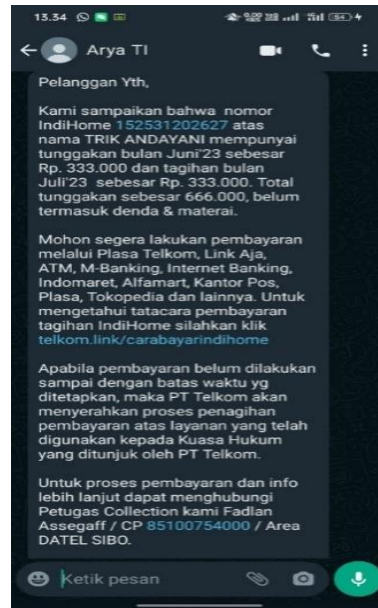 13.34
54
Arya TI
Pelanggan Yth,
Kami sampaikan bahwa nomor
IndiHome 152531202627 atas
nama TRIK ANDAYANI mempunyai
tunggakan bulan Juni'23 sebesar
Rp. 333.000 dan tagihan bulan
Juli'23 sebesar Rp. 333.000. Total
tunggakan sebesar 666.000, belum
termasuk denda & materai.
Mohon segera lakukan pembayaran
melalui Plasa Telkom, Link Aja,
ATM, M-Banking, Internet Banking,
Indomaret, Alfamart, Kantor Pos,
Plasa, Tokopedia dan lainnya. Untuk
mengetahui tatacara pembayaran
tagihan IndiHome silahkan klik
telkom.link/carabayarindihome
Apabila pembayaran belum dilakukan
sampai dengan batas waktu yg
ditetapkan, maka PT Telkom akan
menyerahkan proses penagihan
pembayaran atas layanan yang telah
digunakan kepada Kuasa Hukum
yang ditunjuk oleh PT Telkom.
Untuk proses pembayaran dan info
lebih lanjut dapat menghubungi
Petugas Collection kami Fadlan
Assegaff / CP 85100754000 / Area
DATEL SIBO.
Ketik pesan